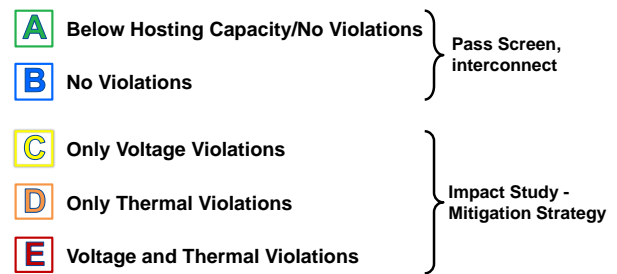 A Below Hosting Capacity/No Violations
B No Violations
Pass Screen,
interconnect
C Only Voltage Violations
D Only Thermal Violations
E Voltage and Thermal Violations
Impact Study -
Mitigation Strategy